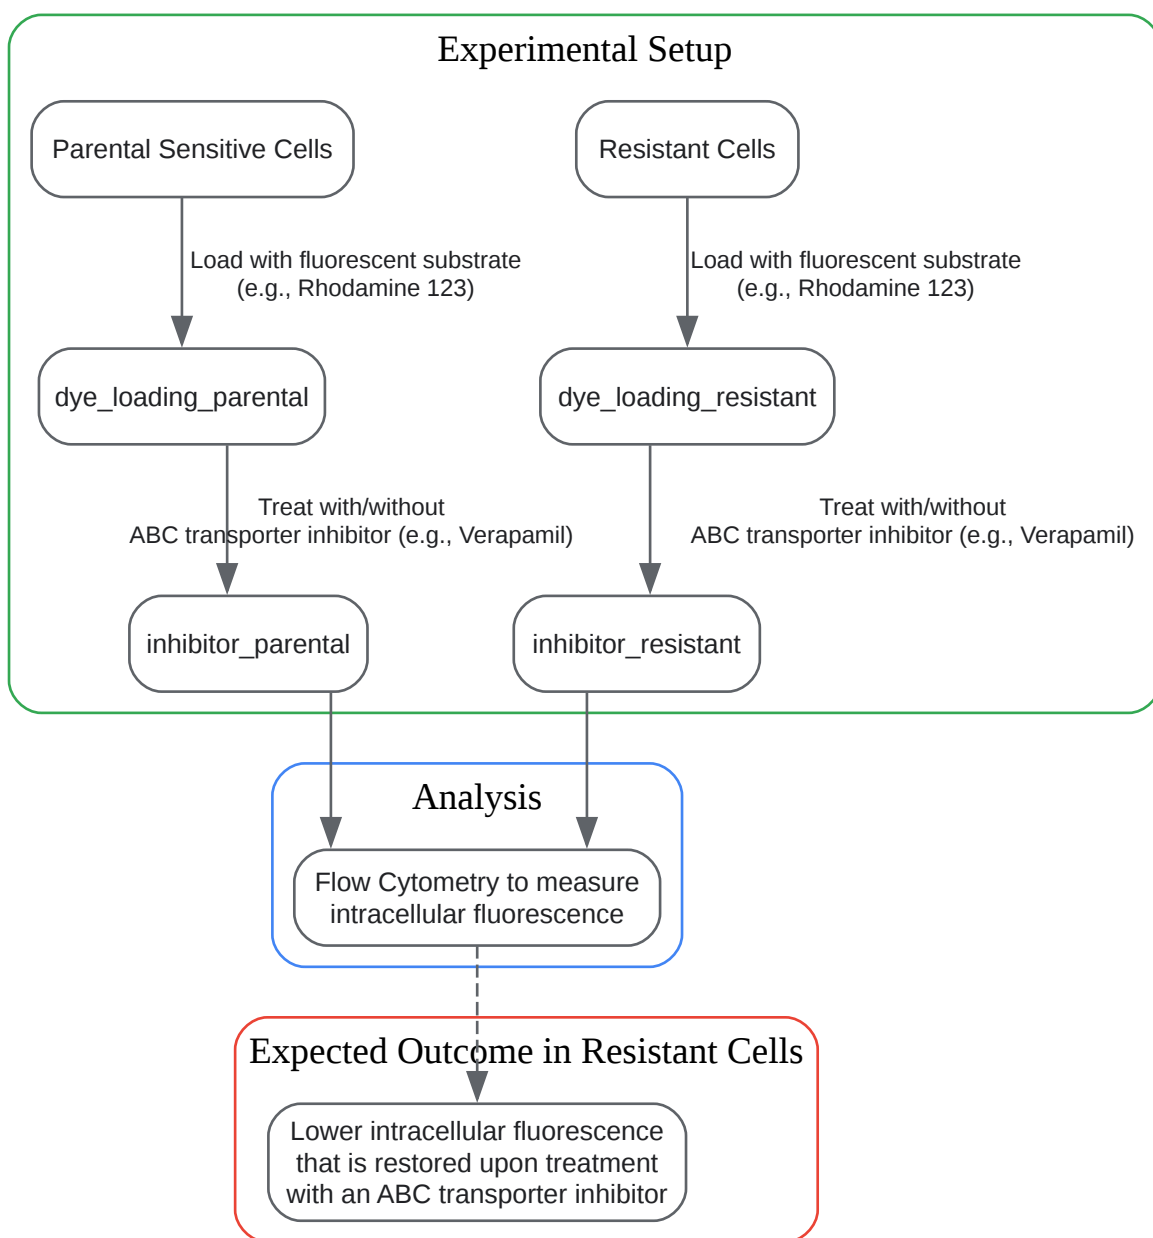 Experimental Setup
Parental Sensitive Cells
Resistant Cells
Load with fluorescent substrate
(e.g., Rhodamine 123)
Load with fluorescent substrate
(e.g., Rhodamine 123)
dye_loading_parental
dye_loading_resistant
Treat with/without
ABC transporter inhibitor (e.g., Verapamil)
Treat with/without
ABC transporter inhibitor (e.g., Verapamil)
inhibitor_parental
inhibitor_resistant
Analysis
Flow Cytometry to measure
intracellular fluorescence
Expected Outcome in Resistant Cells
Lower intracellular fluorescence
that is restored upon treatment
with an ABC transporter inhibitor